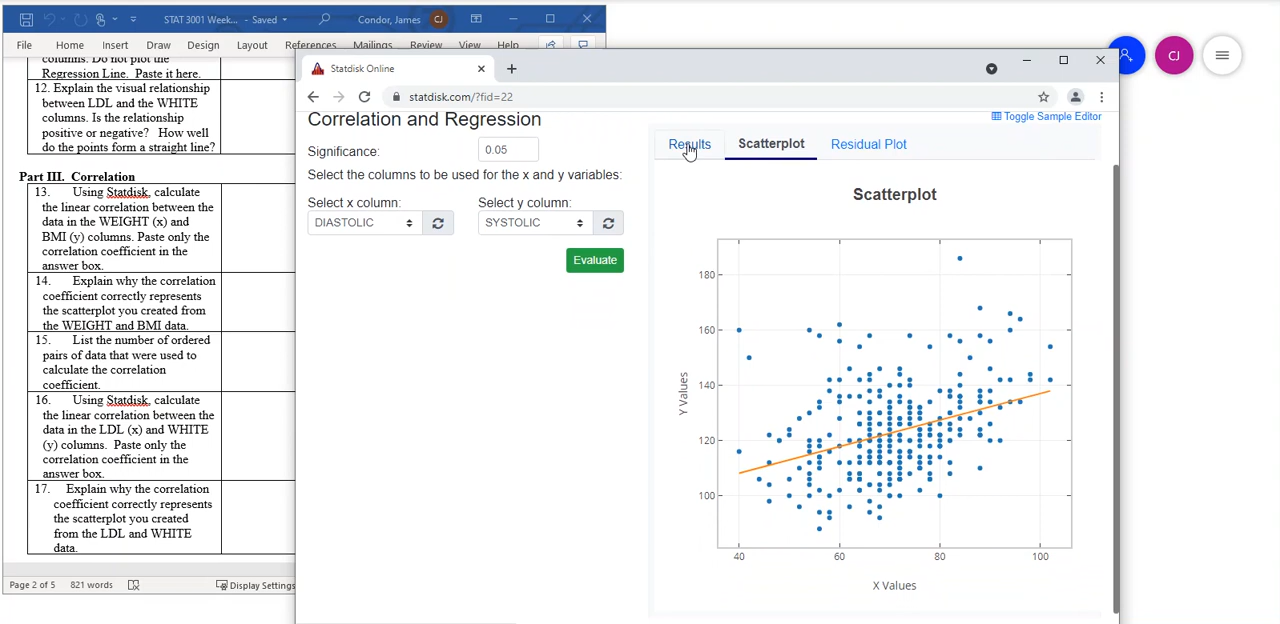 STAT 3001 Week... - Saved
Condor, James CJ
File Home Insert Draw Design Layout References Mailings Review View Help
columns. Do not plot the
Regression Line. Paste it here.
12. Explain the visual relationship
between LDL and the WHITE
columns. Is the relationship
positive or negative? How well
do the points form a straight line?
Part III. Correlation
13. Using Statdisk, calculate
the linear correlation between the
data in the WEIGHT (x) and
BMI (y) columns. Paste only the
correlation coefficient in the
answer box.
14. Explain why the correlation
coefficient correctly represents
the scatterplot you created from
the WEIGHT and BMI data.
15. List the number of ordered
pairs of data that were used to
calculate the correlation
coefficient.
16. Using Statdisk, calculate
the linear correlation between the
data in the LDL (x) and WHITE
(y) columns. Paste only the
correlation coefficient in the
answer box.
17. Explain why the correlation
coefficient correctly represents
the scatterplot you created
from the LDL and WHITE
data.
Page 2 of 5 821 words Display Settings
Statdisk Online
statdisk.com/?fid=22
Correlation and Regression
Toggle Sample Editor
Significance: 0.05
Select the columns to be used for the x and y variables:
Select x column: Select y column:
DIASTOLIC SYSTOLIC
Evaluate
Results Scatterplot Residual Plot
Scatterplot
180
160
140
120
100
Y Values
40 60 80 100
X Values
CJ